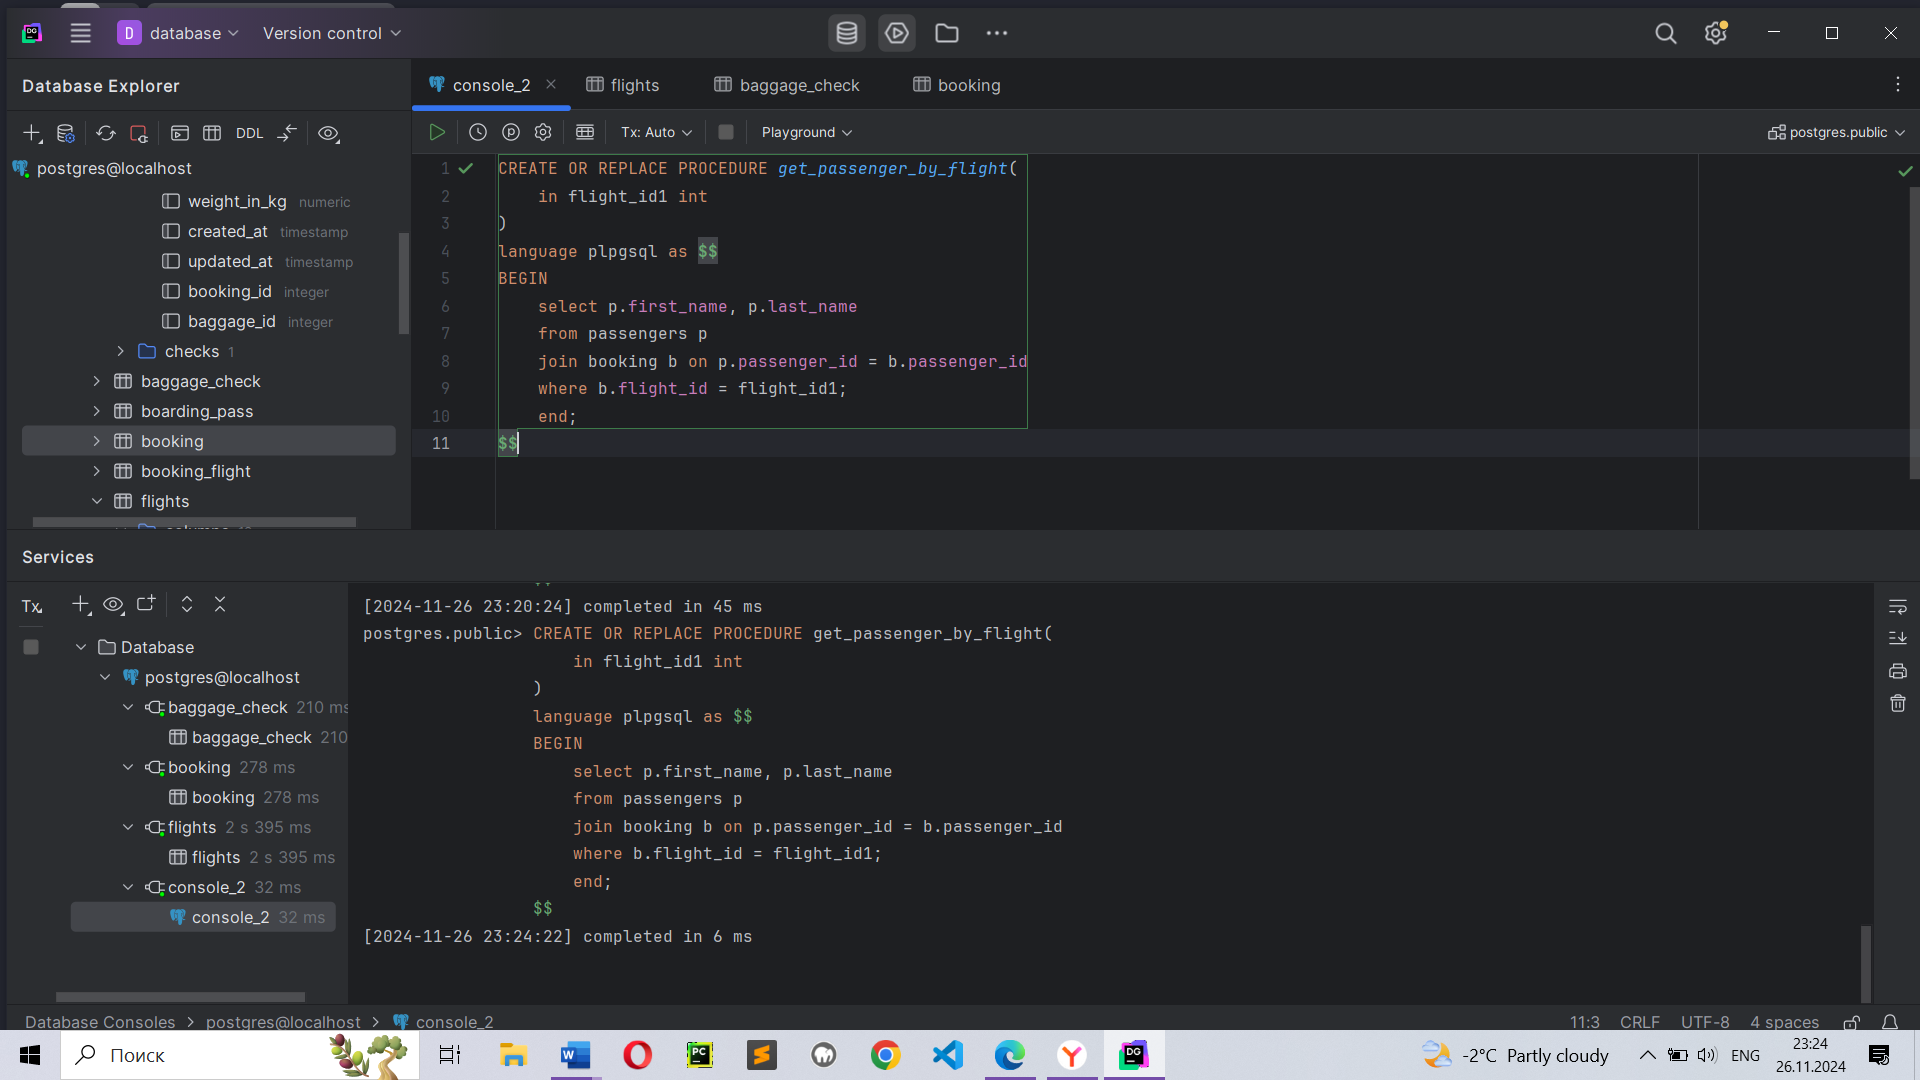 D database Version control
Database Explorer
console_2 flights baggage_check booking
DDL
Tx: Auto Playground postgres.public
postgres@localhost
weight_in_kg numeric
created_at timestamp
updated_at timestamp
booking_id integer
baggage_id integer
checks 1
baggage_check
boarding_pass
booking
booking_flight
flights
1 CREATE OR REPLACE PROCEDURE get_passenger_by_flight(
2 in flight_id1 int
3 )
4 language plpgsql as $$
5 BEGIN
6 select p.first_name, p.last_name
7 from passengers p
8 join booking b on p.passenger_id = b.passenger_id
9 where b.flight_id = flight_id1;
10 end;
11 $$
Services
Tx
Database
postgres@localhost
baggage_check 210 ms
baggage_check 210
booking 278 ms
booking 278 ms
flights 2 s 395 ms
flights 2 s 395 ms
console_2 32 ms
console_2 32 ms
[2024-11-26 23:20:24] completed in 45 ms
postgres.public> CREATE OR REPLACE PROCEDURE get_passenger_by_flight(
in flight_id1 int
)
language plpgsql as $$
BEGIN
select p.first_name, p.last_name
from passengers p
join booking b on p.passenger_id = b.passenger_id
where b.flight_id = flight_id1;
end;
$$
[2024-11-26 23:24:22] completed in 6 ms
Database Consoles > postgres@localhost > console_2
11:3 CRLF UTF-8 4 spaces
Поиск
-2°C Partly cloudy
ENG
23:24
26.11.2024